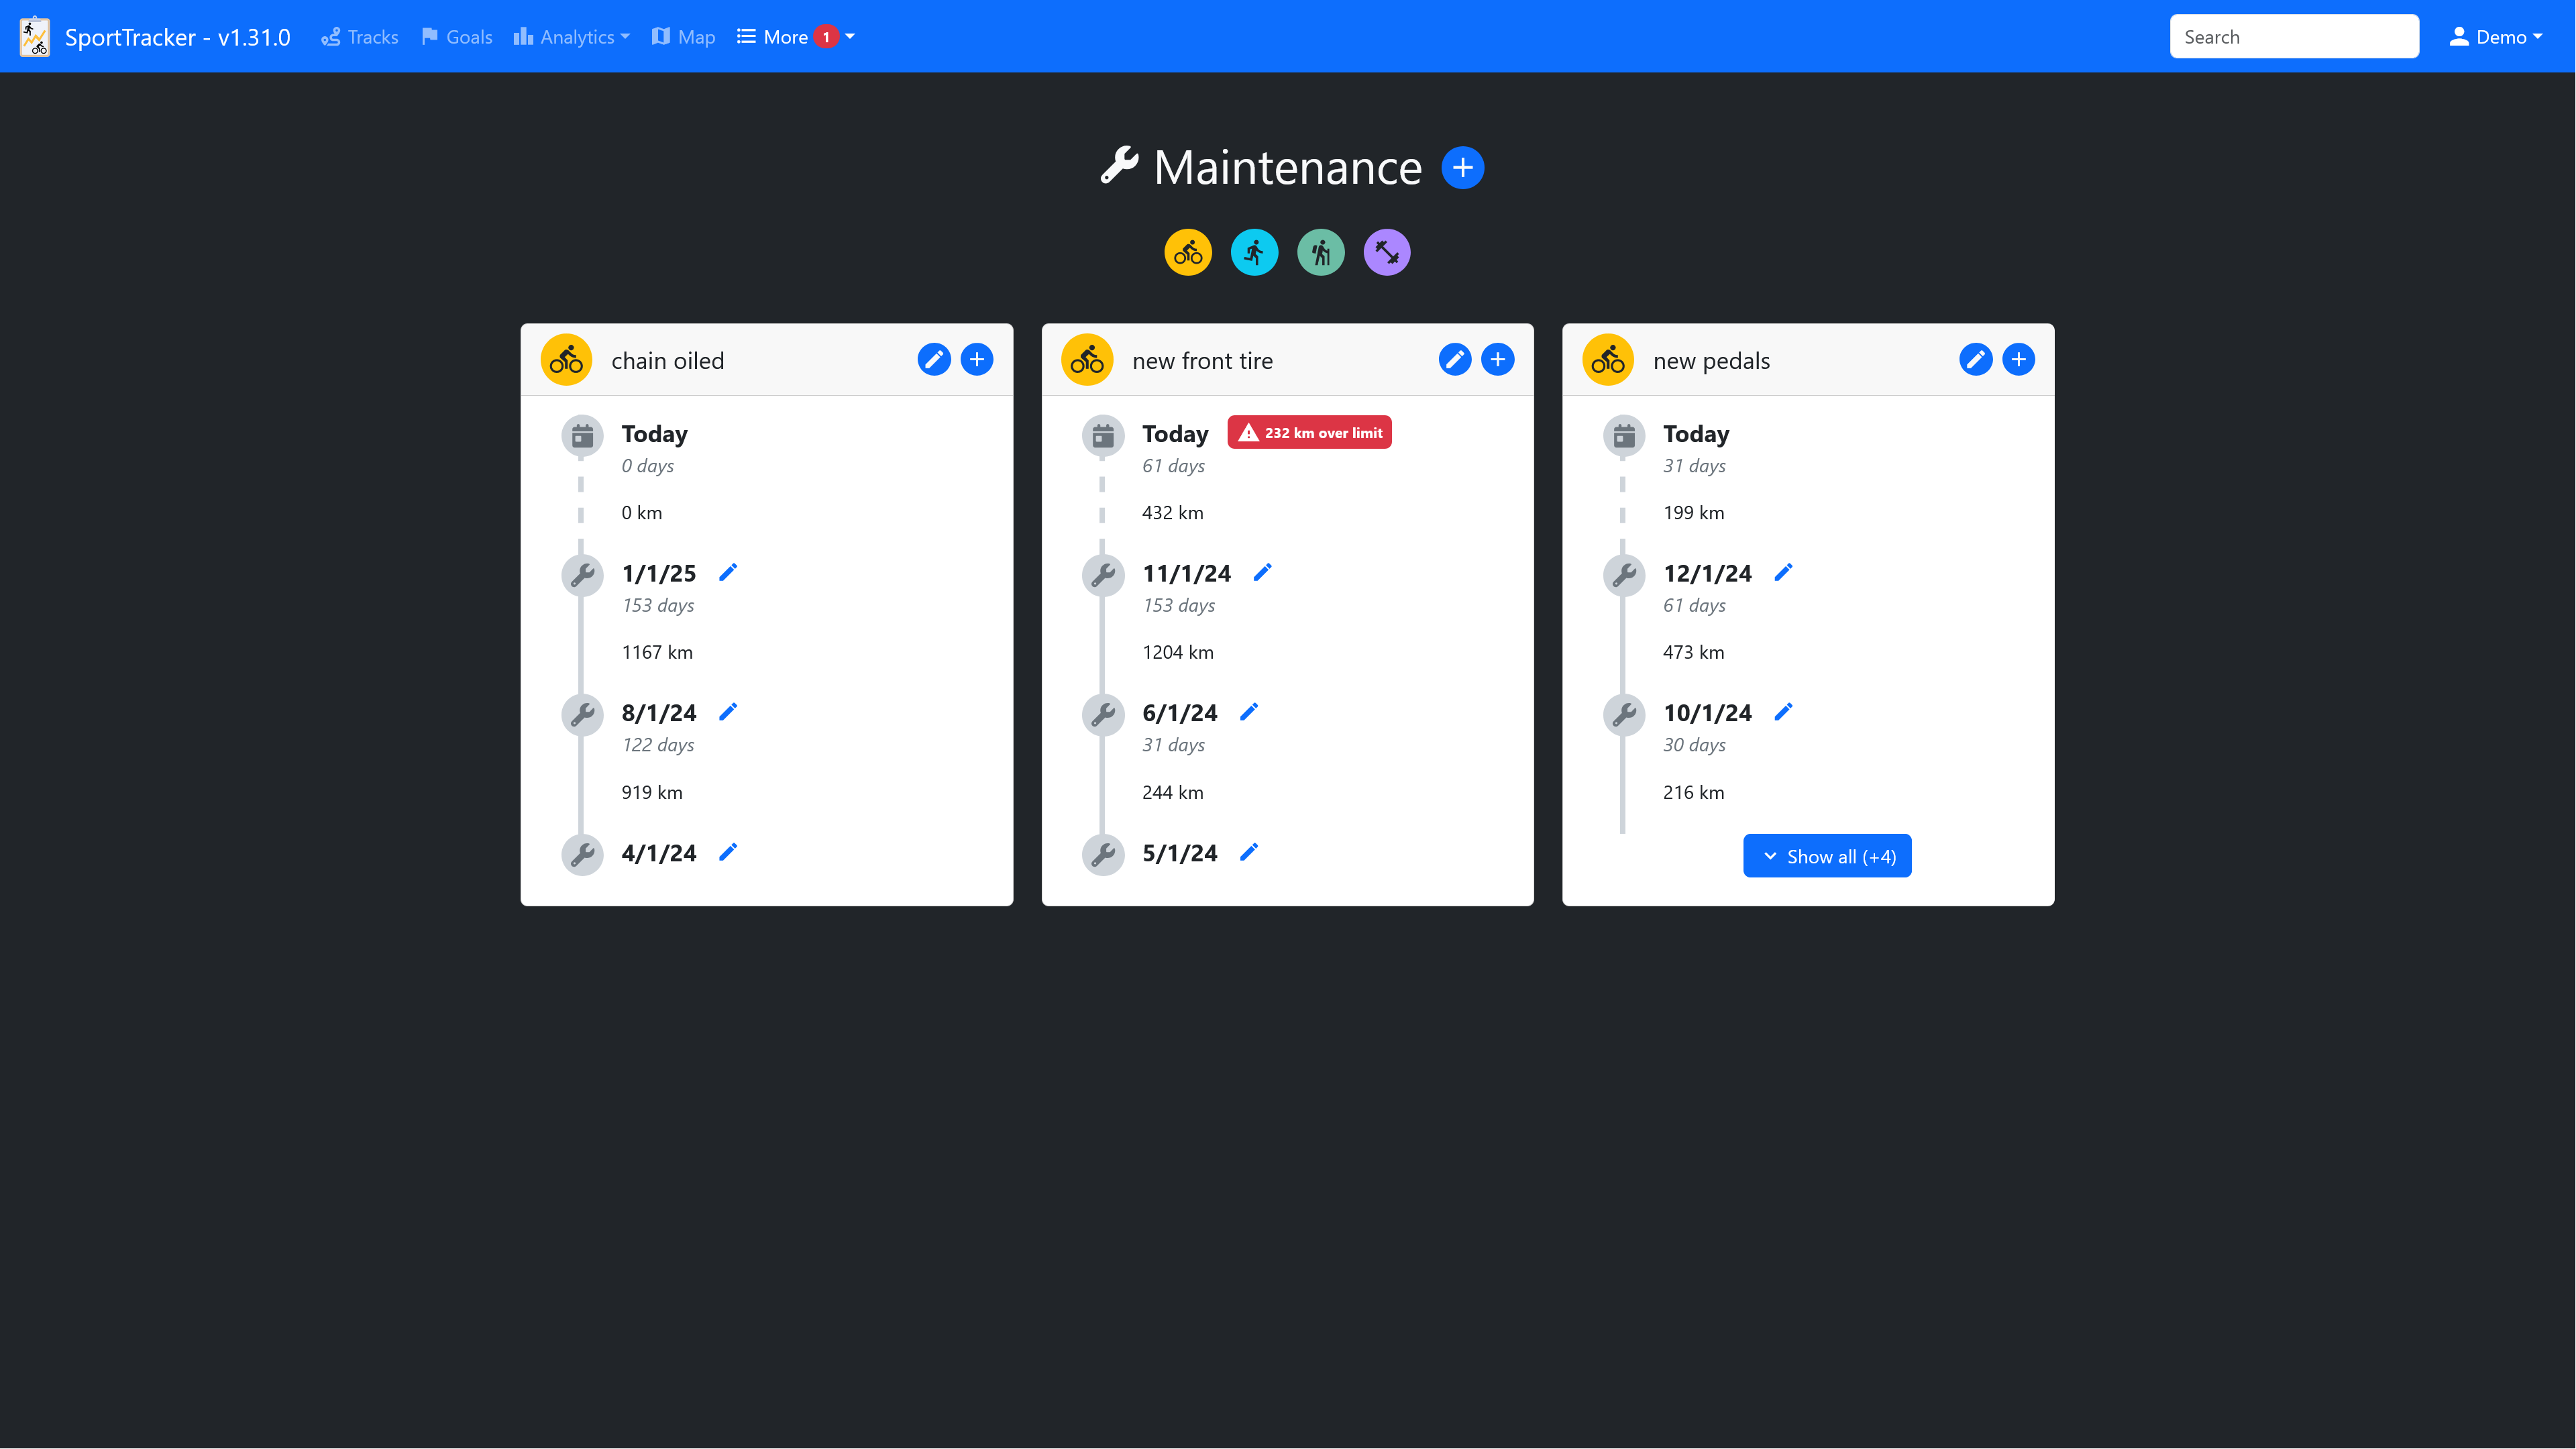 SportTracker - v1.31.0 Tracks Goals Analytics Map More 1 Search Demo
Maintenance
chain oiled
Today
0 days
0 km
1/1/25
153 days
1167 km
8/1/24
122 days
919 km
4/1/24
new front tire
Today 232 km over limit
61 days
432 km
11/1/24
153 days
1204 km
6/1/24
31 days
244 km
5/1/24
new pedals
Today
31 days
199 km
12/1/24
61 days
473 km
10/1/24
30 days
216 km
Show all (+4)